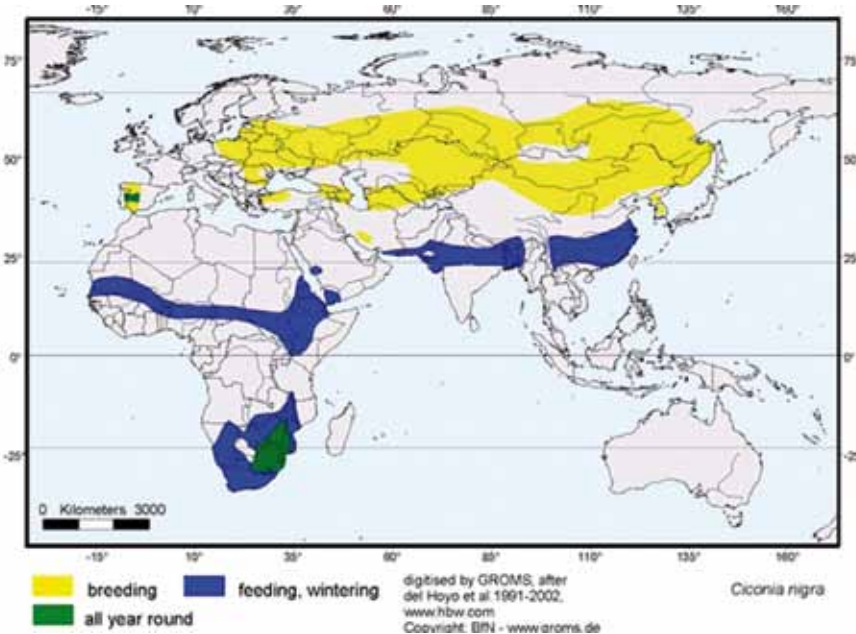 -15° 10° 35° 60° 85° 110° 135° 160°
75° 75
50° 50
25° 25
0° 0°
-25° -25
0 Kilometers 3000
-15° 10° 35° 60° 85° 110° 135° 160°
breeding
feeding, wintering
all year round
digitised by GROMS, after
del Hoyo et al 1991-2002,
www.hbw.com
Copyright: BfN - www.groms.de
Ciconia nigra